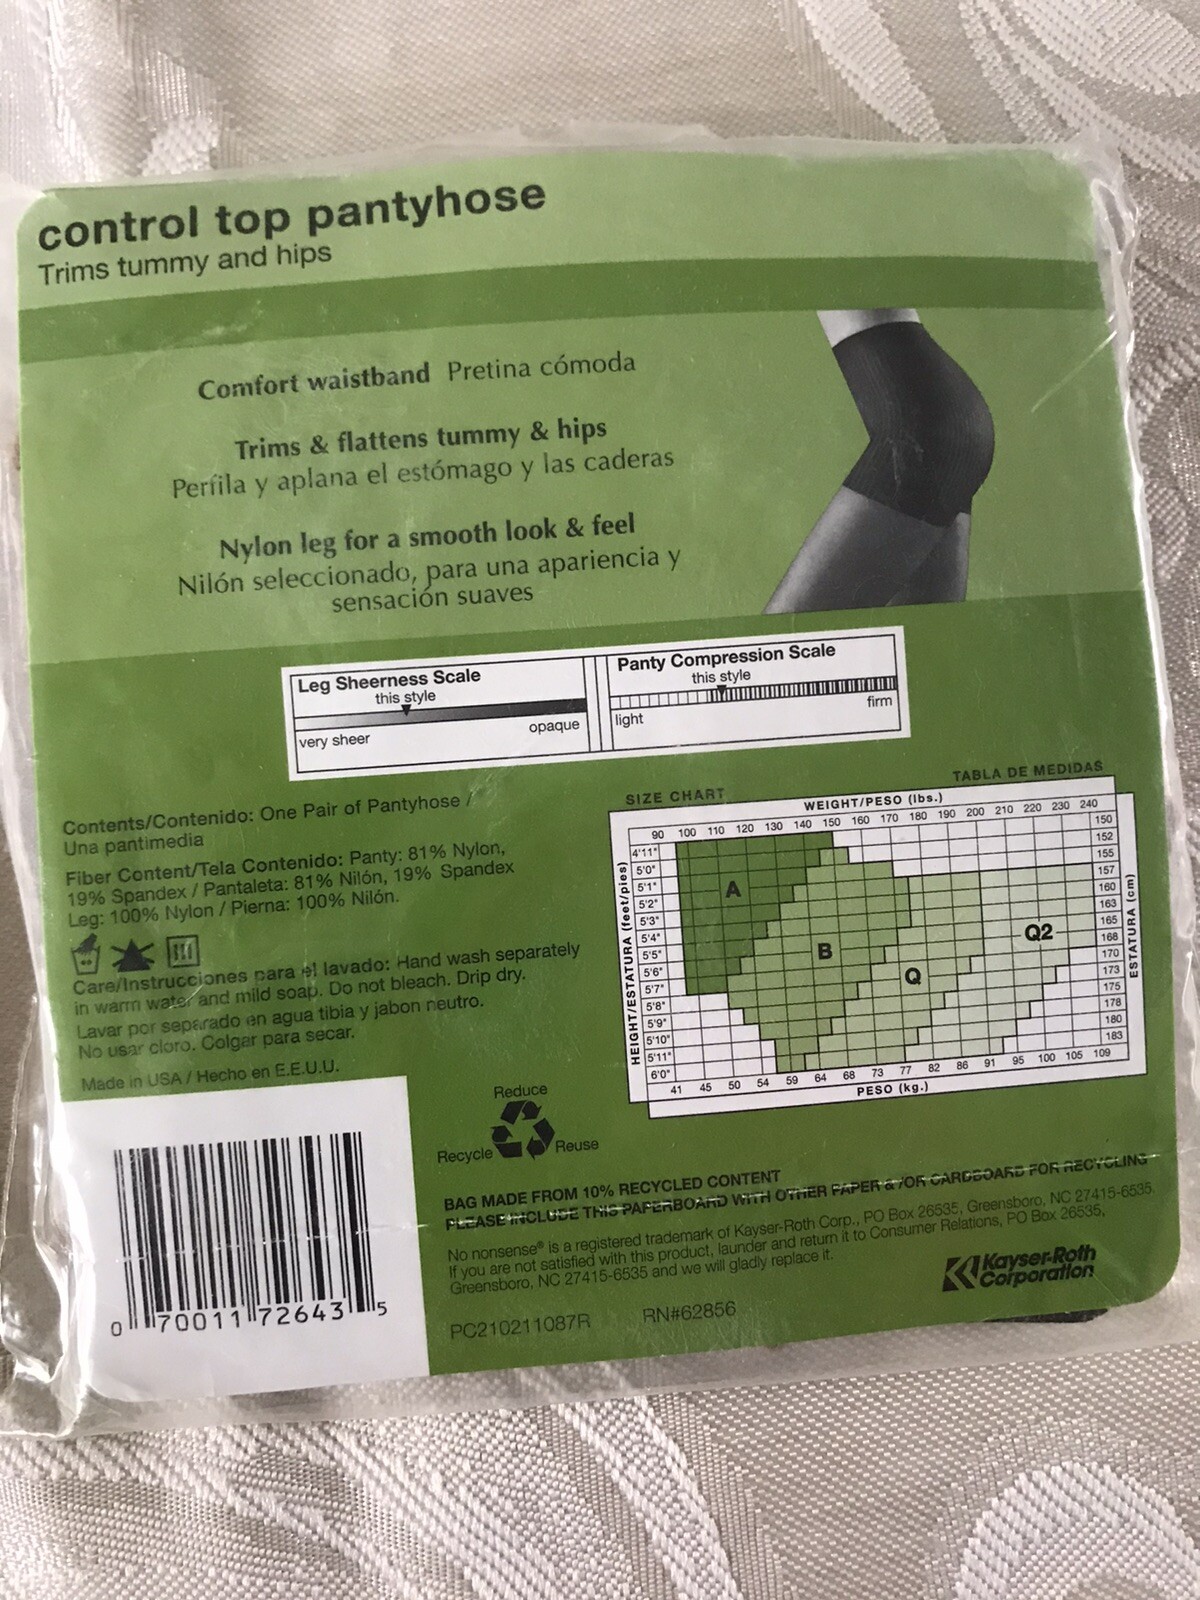 control top pantyhose
Trims tummy and hips
Comfort waistband Pretina cómoda
Trims & flattens tummy & hips
Perfila y aplana el estómago y las caderas
Nylon leg for a smooth look & feel
Nilón seleccionado, para una apariencia y
sensación suaves
Leg Sheerness Scale
this style
very sheer opaque
Panty Compression Scale
this style
light firm
Contents/Contenido: One Pair of Pantyhose /
Una pantimedia
Fiber Content/Tela Contenido: Panty: 81% Nylon,
19% Spandex / Pantaleta: 81% Nilón, 19% Spandex
Leg: 100% Nylon / Pierna: 100% Nilón.
Care/Instrucciones para el lavado: Hand wash separately
in warm water and mild soap. Do not bleach. Drip dry.
Lavar por separado en agua tibia y jabon neutro.
No usar cloro. Colgar para secar.
Made in USA / Hecho en E.E.U.U.
SIZE CHART TABLA DE MEDIDAS
WEIGHT/PESO (lbs.)
90 100 110 120 130 140 150 160 170 180 190 200 210 220 230 240
HEIGHT/ESTATURA (feet/pies)
4'11"
5'0"
5'1"
5'2"
5'3"
5'4"
5'5"
5'6"
5'7"
5'8"
5'9"
5'10"
5'11"
6'0"
A
B
Q
Q2
150
152
155
157
160
163
165
168
170
173
175
178
180
183
ESTATURA (cm)
41 45 50 54 59 64 68 73 77 82 86 91 95 100 105 109
PESO (kg.)
Reduce
Recycle Reuse
BAG MADE FROM 10% RECYCLED CONTENT
PLEASE INCLUDE THIS PAPERBOARD WITH OTHER PAPER &/OR CARDBOARD FOR RECYCLING
No nonsense® is a registered trademark of Kayser-Roth Corp., PO Box 26535, Greensboro, NC 27415-6535.
If you are not satisfied with this product, launder and return it to Consumer Relations, PO Box 26535,
Greensboro, NC 27415-6535 and we will gladly replace it.
Kayser-Roth
Corporation
PC210211087R RN#62856
0 70011 72643 5